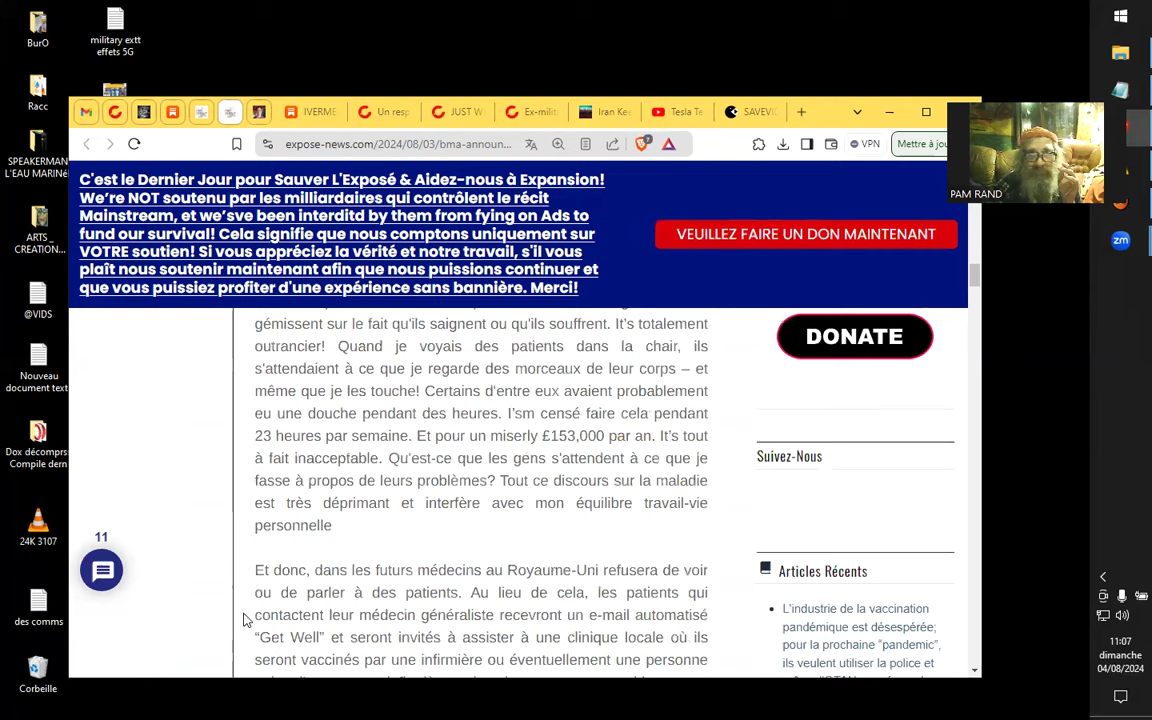 BurO
military extt
effets 5G
Racc
SPEAKERMAN
L'EAU MARINE
ARTS _
CREATION...
@VIDS
Nouveau
document text
Dox décomprss
Compile dern
24K 3107
des comms
Corbeille
IVERME
Un resp
JUST W
Ex-milit
Iran Kee
Tesla Te
SAVEVID
expose-news.com/2024/08/03/bma-announ...
VPN
Mettre à jou
PAM RAND
C'est le Dernier Jour pour Sauver L'Exposé & Aidez-nous à Expansion!
We're NOT soutenu par les milliardaires qui contrôlent le récit
Mainstream, et we'sve been interditd by them from fying on Ads to
fund our survival! Cela signifie que nous comptons uniquement sur
VOTRE soutien! Si vous appréciez la vérité et notre travail, s'il vous
plaît nous soutenir maintenant afin que nous puissions continuer et
que vous puissiez profiter d'une expérience sans bannière. Merci!
VEUILLEZ FAIRE UN DON MAINTENANT
gémissent sur le fait qu'ils saignent ou qu'ils souffrent. It's totalement
outrancier! Quand je voyais des patients dans la chair, ils
s'attendaient à ce que je regarde des morceaux de leur corps – et
même que je les touche! Certains d'entre eux avaient probablement
eu une douche pendant des heures. I'sm censé faire cela pendant
23 heures par semaine. Et pour un miserly £153,000 par an. It's tout
à fait inacceptable. Qu'est-ce que les gens s'attendent à ce que je
fasse à propos de leurs problèmes? Tout ce discours sur la maladie
est très déprimant et interfère avec mon équilibre travail-vie
personnelle
Et donc, dans les futurs médecins au Royaume-Uni refusera de voir
ou de parler à des patients. Au lieu de cela, les patients qui
contactent leur médecin généraliste recevront un e-mail automatisé
“Get Well” et seront invités à assister à une clinique locale où ils
seront vaccinés par une infirmière ou éventuellement une personne
11
DONATE
Suivez-Nous
Articles Récents
L'industrie de la vaccination
pandémique est désespérée;
pour la prochaine “pandemic”,
ils veulent utiliser la police et
zm
11:07
dimanche
04/08/2024